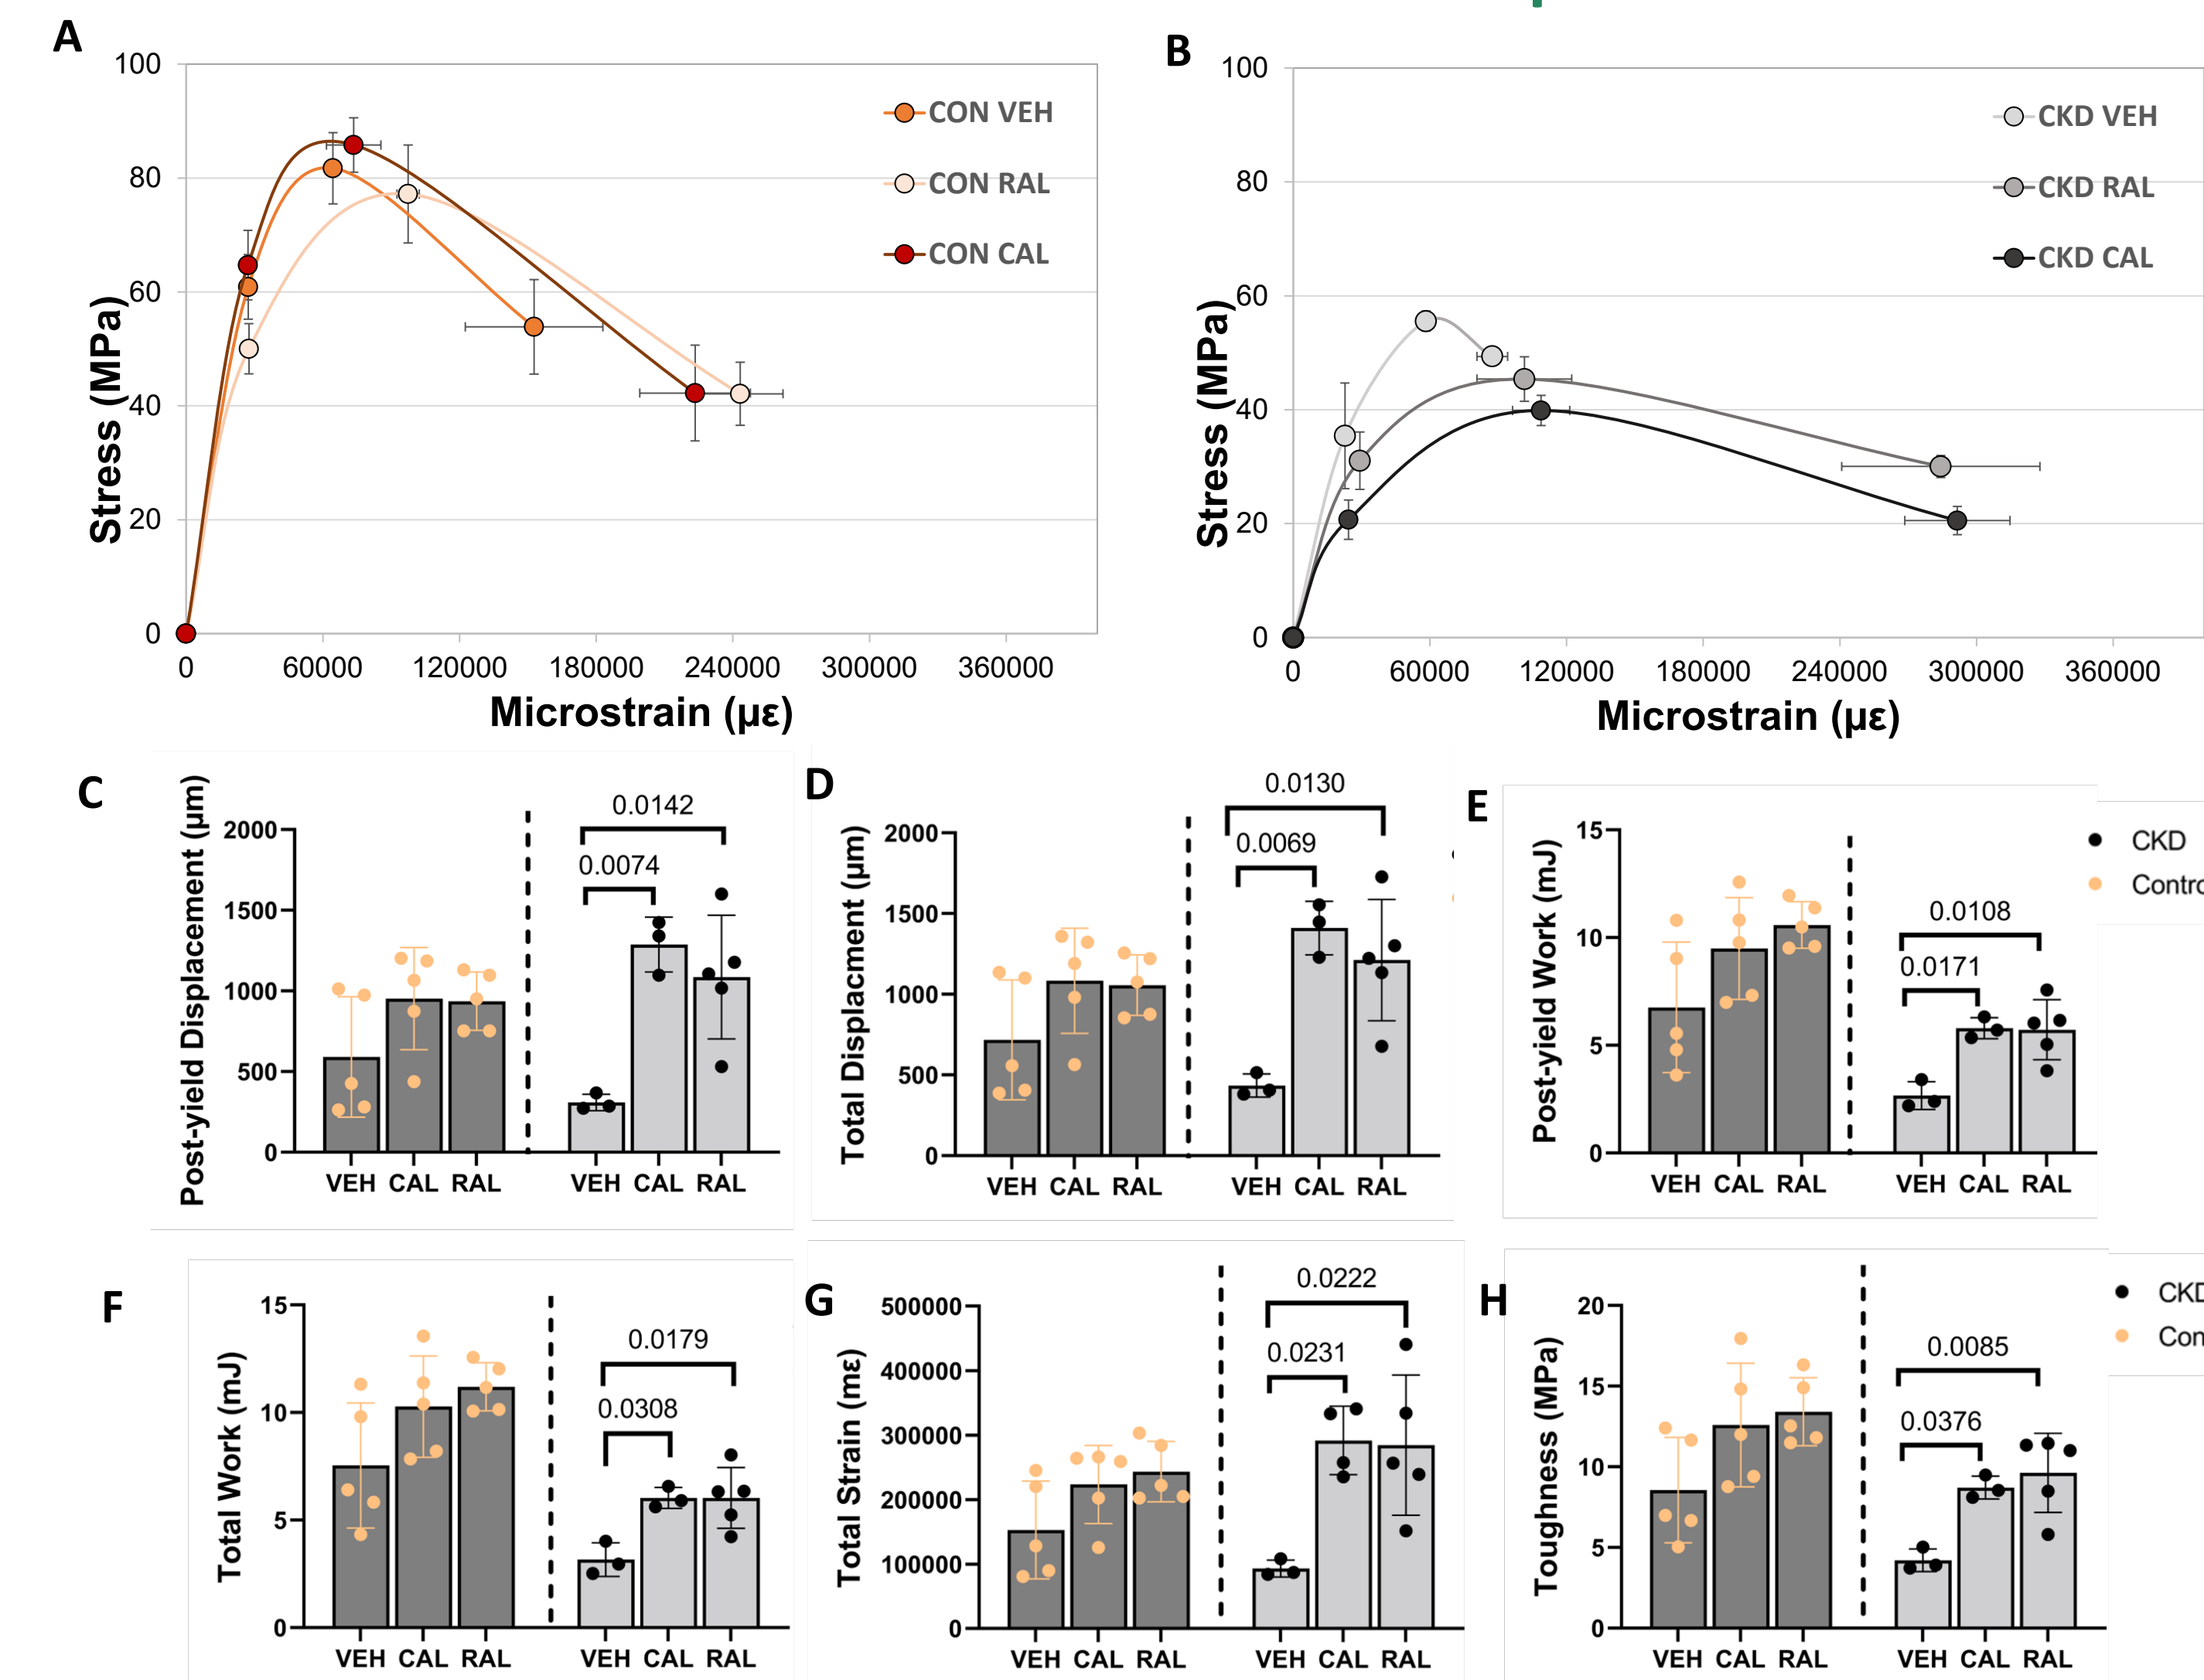 A
100
80
60
40
20
0
0 60000 120000 180000 240000 300000 360000
Stress (MPa)
Microstrain (με)
CON VEH
CON RAL
CON CAL
B
100
80
60
40
20
0
0 60000 120000 180000 240000 300000 360000
Stress (MPa)
Microstrain (με)
CKD VEH
CKD RAL
CKD CAL
C
Post-yield Displacement (μm)
2000
1500
1000
500
0
0.0142
0.0074
VEH CAL RAL VEH CAL RAL
D
Total Displacment (μm)
2000
1500
1000
500
0
0.0130
0.0069
VEH CAL RAL VEH CAL RAL
E
Post-yield Work (mJ)
15
10
5
0
0.0108
0.0171
VEH CAL RAL VEH CAL RAL
CKD
Contro
F
Total Work (mJ)
15
10
5
0
0.0179
0.0308
VEH CAL RAL VEH CAL RAL
G
Total Strain (mε)
500000
400000
300000
200000
100000
0
0.0222
0.0231
VEH CAL RAL VEH CAL RAL
H
Toughness (MPa)
20
15
10
5
0
0.0085
0.0376
VEH CAL RAL VEH CAL RAL
CKD
Con